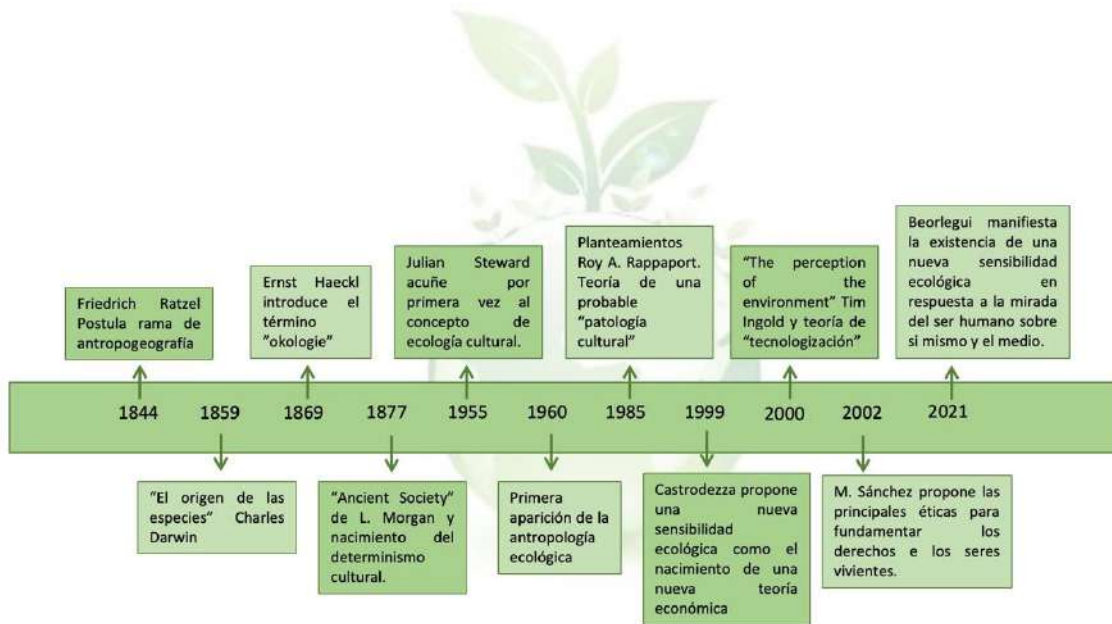 Friedrich Ratzel
Postula rama de
antropogeografía
Ernst Haeckl
introduce el
término
"okologie"
Julian Steward
acuñe por
primera vez al
concepto de
ecología cultural.
Planteamientos
Roy A. Rappaport.
Teoría de una
probable
"patología
cultural"
"The perception
of the
environment" Tim
Ingold y teoría de
"tecnologización"
Beorlegui manifiesta
la existencia de una
nueva sensibilidad
ecológica en
respuesta a la mirada
del ser humano sobre
si mismo y el medio.
1844 1859 1869 1877 1955 1960 1985 1999 2000 2002 2021
"El origen de las
especies" Charles
Darwin
"Ancient Society"
de L. Morgan y
nacimiento del
determinismo
cultural.
Primera
aparición de la
antropología
ecológica
Castrodezza propone
una nueva
sensibilidad
ecológica como el
nacimiento de una
nueva teoría
económica
M. Sánchez propone las
principales éticas para
fundamentar los
derechos e los seres
vivientes.